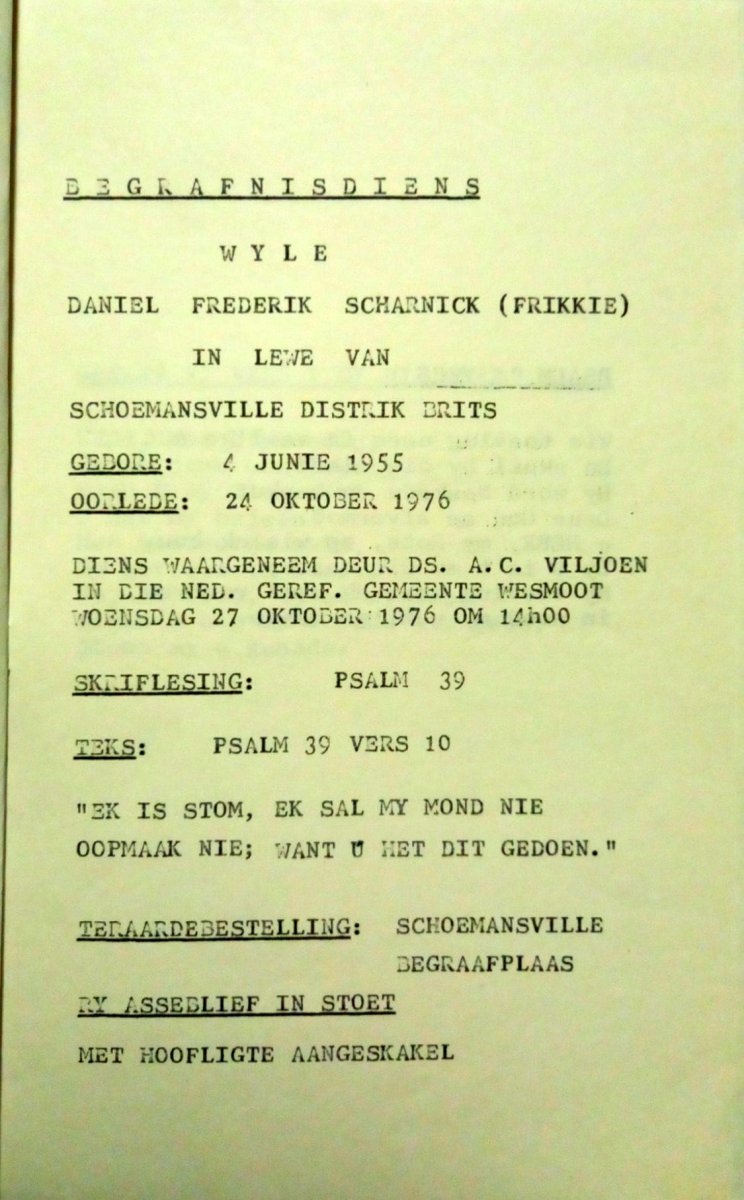 B E G R A F N I S D I E N S
W Y L E
DANIEL FREDERIK SCHARNICK (FRIKKIE)
IN LEWE VAN
SCHOEMANSVILLE DISTRIK BRITS
GEBORE: 4 JUNIE 1955
OORLEDE: 24 OKTOBER 1976
DIENS WAARGENEEM DEUR DS. A.C. VILJOEN
IN DIE NED. GEREF. GEMEENTE WESMOOT
WOENSDAG 27 OKTOBER 1976 OM 14h00
SKRIFLESING: PSALM 39
TEKS: PSALM 39 VERS 10
"EK IS STOM, EK SAL MY MOND NIE
OOPMAAK NIE; WANT U HET DIT GEDOEN."
TERAARDEBESTELLING: SCHOEMANSVILLE
BEGRAAFPLAAS
RY ASSEBLIEF IN STOET
MET HOOFLIGTE AANGESKAKEL